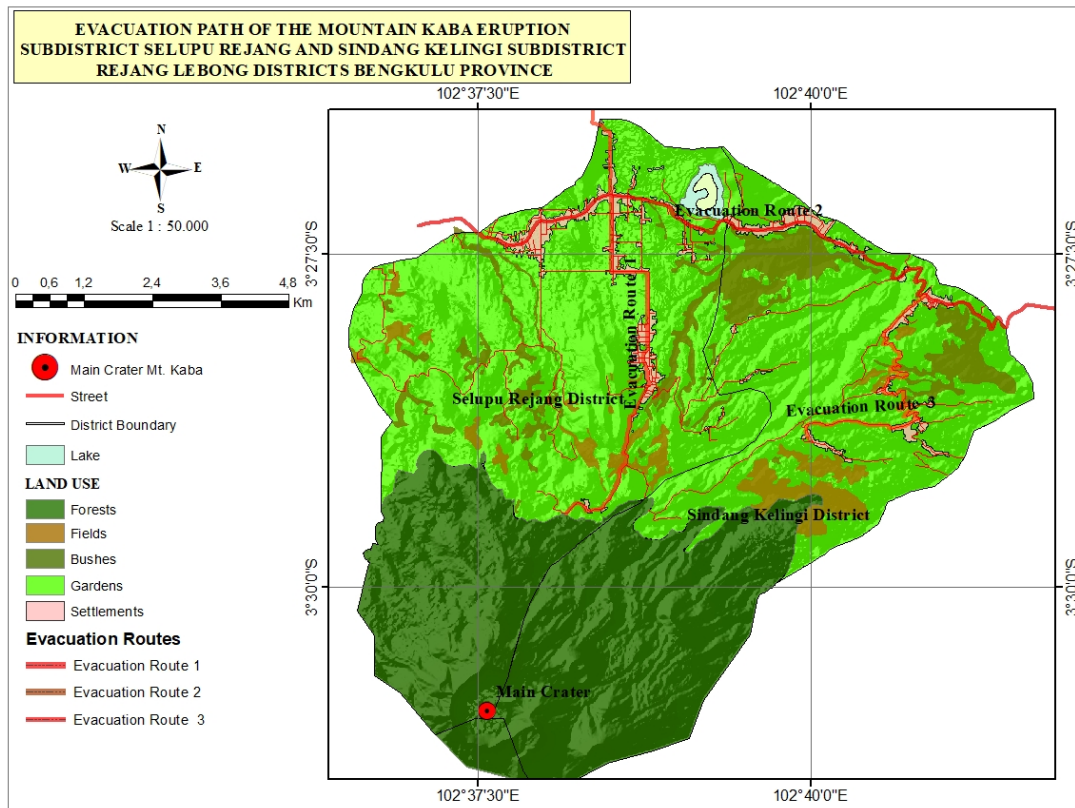 EVACUATION PATH OF THE MOUNTAIN KABA ERUPTION
SUBDISTRICT SELUPU REJANG AND SINDANG KELINGI SUBDISTRICT
REJANG LEBONG DISTRICTS BENGKULU PROVINCE
N
W E
S
Scale 1 : 50.000
0 0,6 1,2 2,4 3,6 4,8
Km
INFORMATION
Main Crater Mt. Kaba
Street
District Boundary
Lake
LAND USE
Forests
Fields
Bushes
Gardens
Settlements
Evacuation Routes
Evacuation Route 1
Evacuation Route 2
Evacuation Route 3
102°37'30"E 102°40'0"E
3°27'30"S 3°27'30"S
3°30'0"S 3°30'0"S
Evacuation Route 2
Evacuation Route 1
Selupu Rejang District
Evacuation Route 3
Sindang Kelingi District
Main Crater
102°37'30"E 102°40'0"E